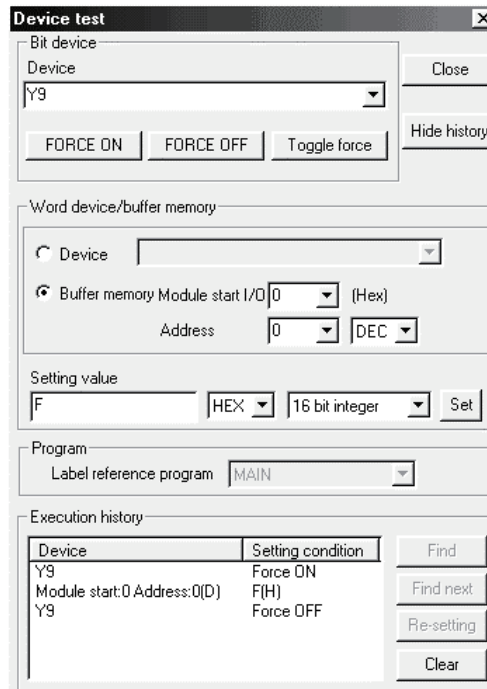 Device test
Bit device
Device
Close
Y9
FORCE ON FORCE OFF Toggle force
Hide history
Word device/buffer memory
Device
Buffer memory Module start I/O 0 (Hex)
Address 0 DEC
Setting value
F HEX 16 bit integer Set
Program
Label reference program MAIN
Execution history
Device Setting condition Find
Y9 Force ON
Module start:0 Address:0(D) F(H) Find next
Y9 Force OFF
Re-setting
Clear